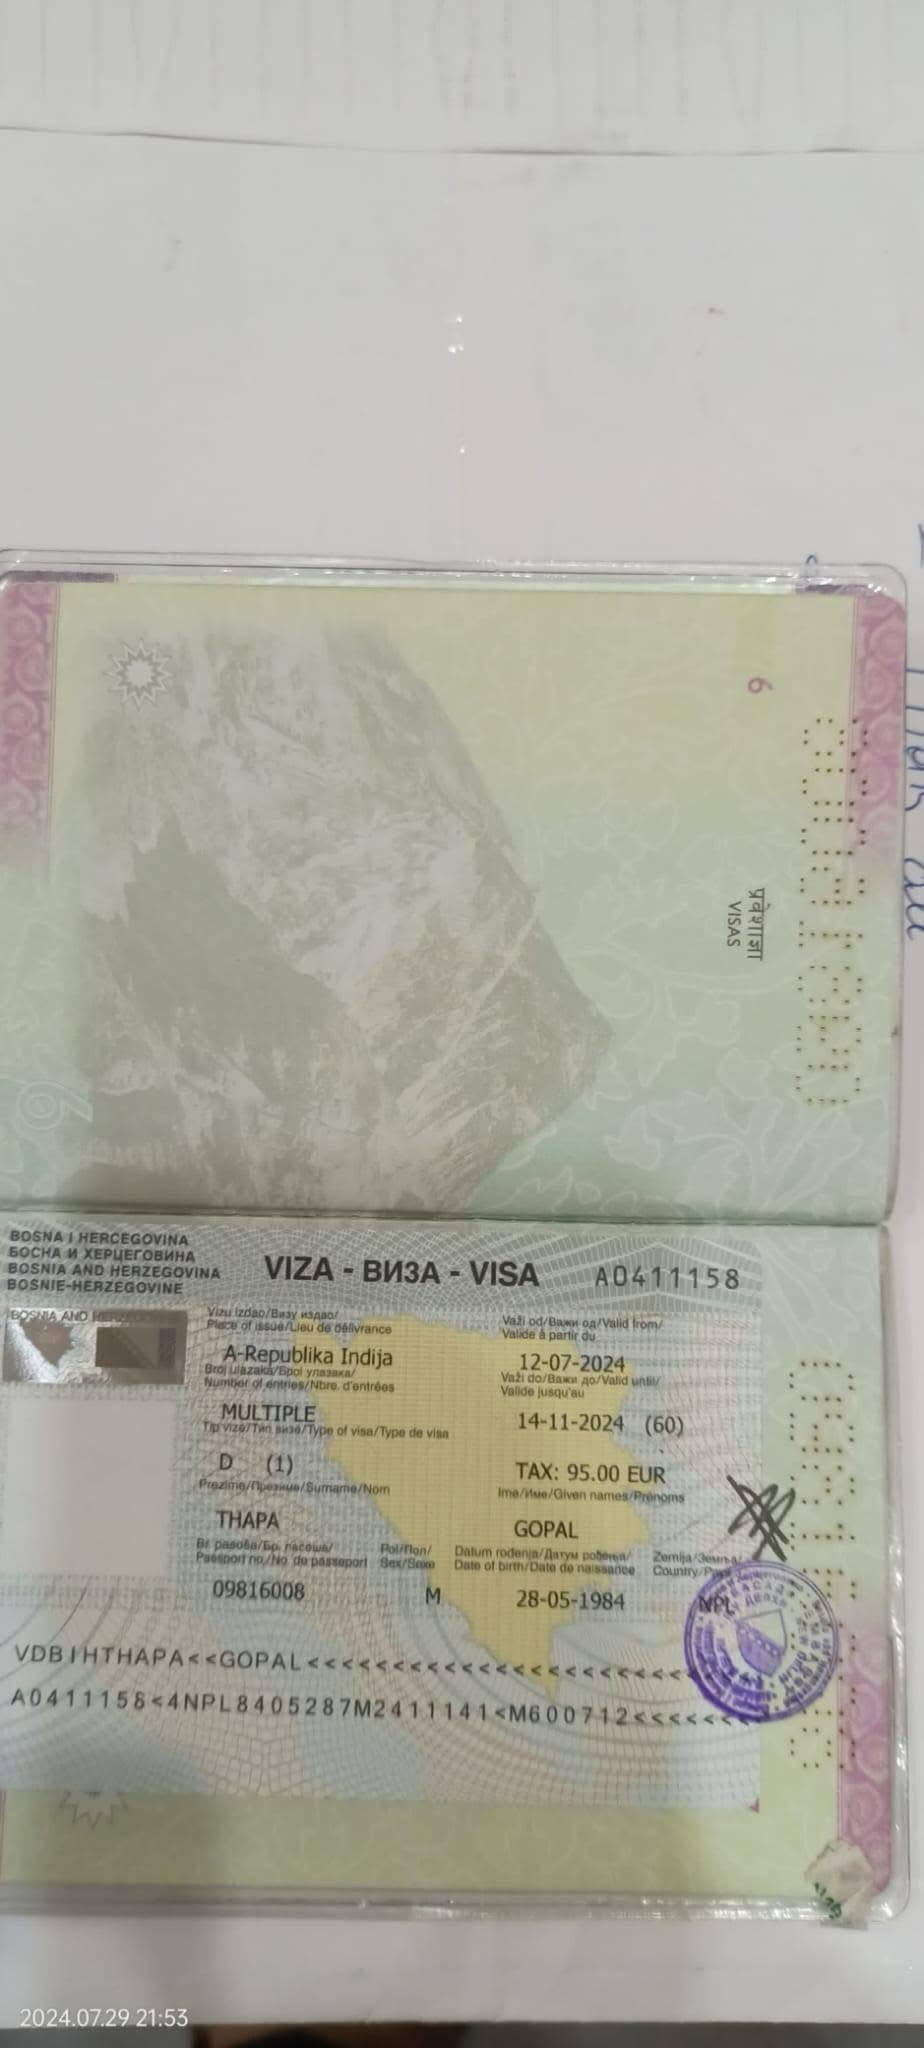 6
प्रवेशाज्ञा
VISAS
BOSNA I HERCEGOVINA
БОСНА И ХЕРЦЕГОВИНА
BOSNIA AND HERZEGOVINA
BOSNIE-HERZEGOVINE
VIZA - ВИЗА - VISA
A0411158
BOSNIA AND
Vizu izdao/Визу издао/
Place of issue/Lieu de délivrance
A-Republika Indija
Važi od/Важи од/Valid from/
Valide à partir du
12-07-2024
Broj ulazaka/Број улазака/
Number of entries/Nbre. d'entrées
MULTIPLE
Važi do/Важи до/Valid until/
Valide jusqu'au
14-11-2024 (60)
Tip vize/Тип визе/Type of visa/Type de visa
D (1)
TAX: 95.00 EUR
Prezime/Презиме/Surname/Nom
THAPA
Ime/Име/Given names/Prénoms
GOPAL
Br. pasoša/Бр. пасоша/
Passport no./No. de passeport
09816008
Pol/Пол/
Sex/Sexe
M
Datum rođenja/Датум рођења/
Date of birth/Date de naissance
28-05-1984
Zemlja/Земља/
Country/
NPL
VDBIHTHAPA<<GOPAL<<<<<<<<<<<<<<<<<<<
A0411158<4NPL8405287M2411141<M600712<<<<<<
2024.07.29 21:53